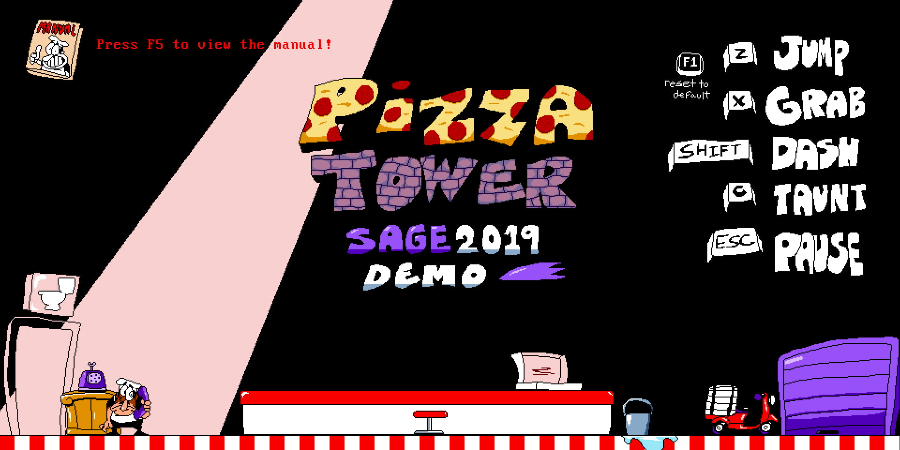 MANUAL
Press F5 to view the manual!
PIZZA
TOWER
SAGE 2019
DEMO
F1
reset to
default
Z JUMP
X GRAB
SHIFT DASH
C TAUNT
ESC PAUSE